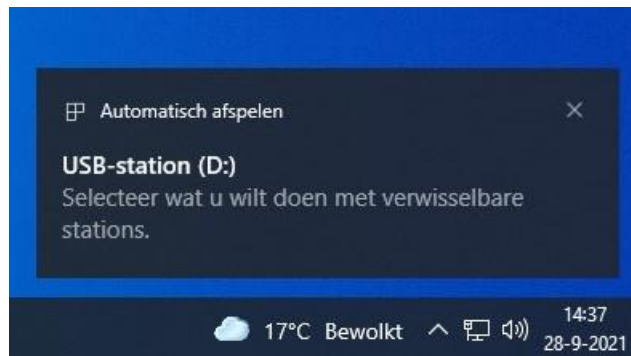 Automatisch afspelen
USB-station (D:)
Selecteer wat u wilt doen met verwisselbare
stations.
17°C Bewolkt
14:37
28-9-2021